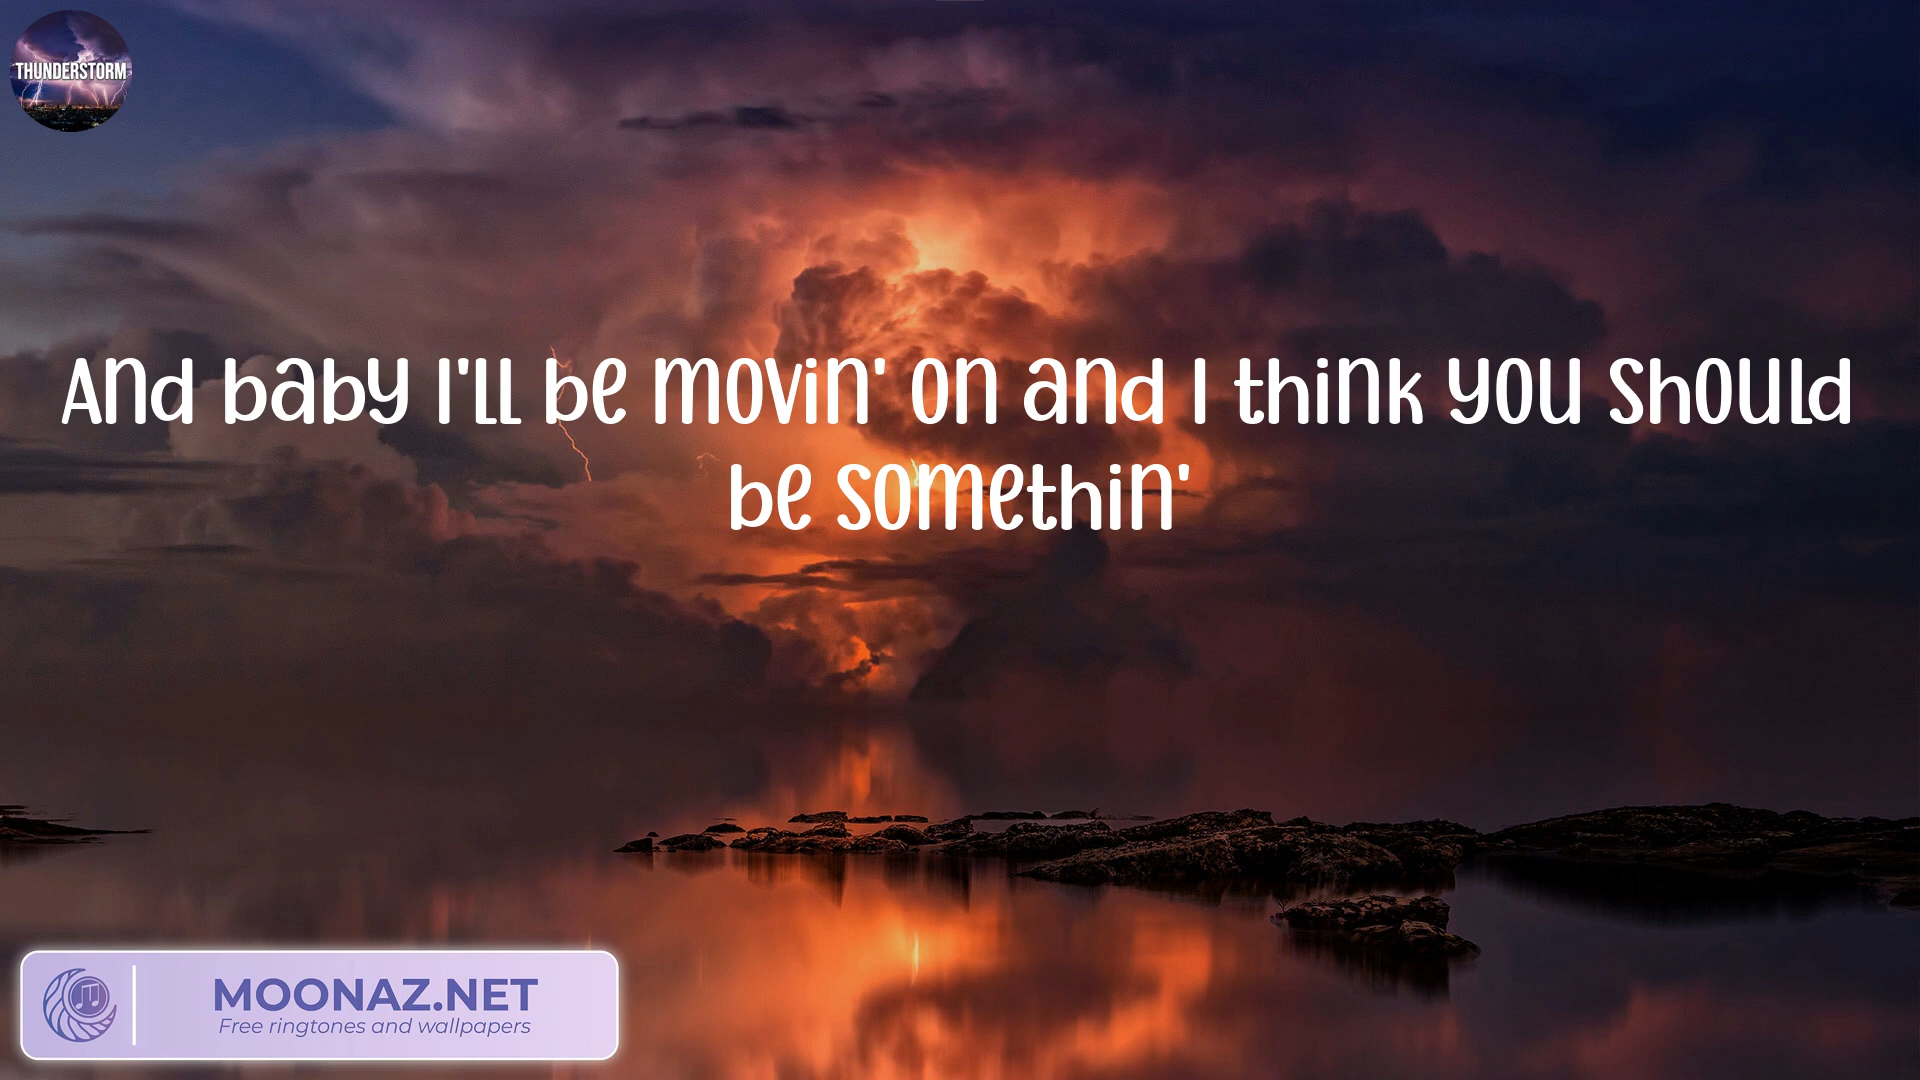 THUNDERSTORM
And baby I'll be movin' on and I think you should
be somethin'
MOONAZ.NET
Free ringtones and wallpapers